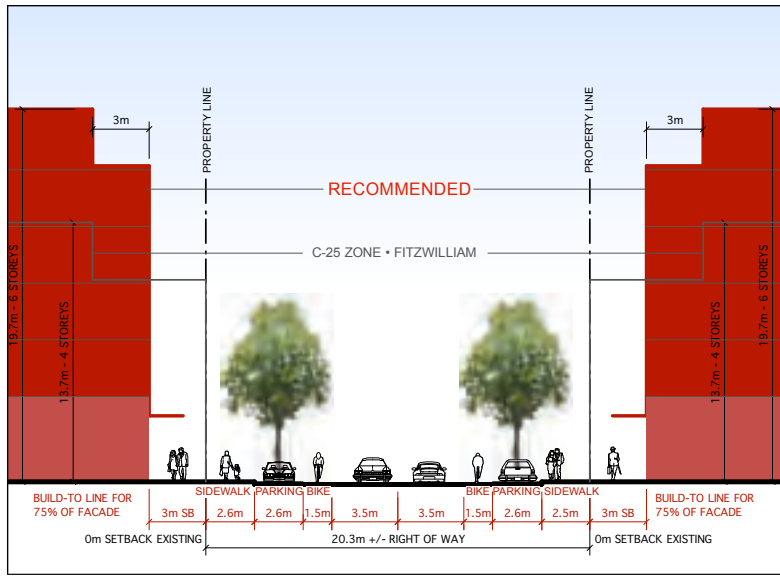 3m
PROPERTY LINE
PROPERTY LINE
3m
RECOMMENDED
C-25 ZONE • FITZWILLIAM
19.7m - 6 STOREYS
13.7m - 4 STOREYS
13.7m - 4 STOREYS
19.7m - 6 STOREYS
SIDEWALK PARKING BIKE
BIKE PARKING SIDEWALK
BUILD-TO LINE FOR
75% OF FACADE
3m SB 2.6m 2.6m 1.5m 3.5m 3.5m 1.5m 2.6m 2.5m 3m SB
BUILD-TO LINE FOR
75% OF FACADE
0m SETBACK EXISTING
20.3m +/- RIGHT OF WAY
0m SETBACK EXISTING